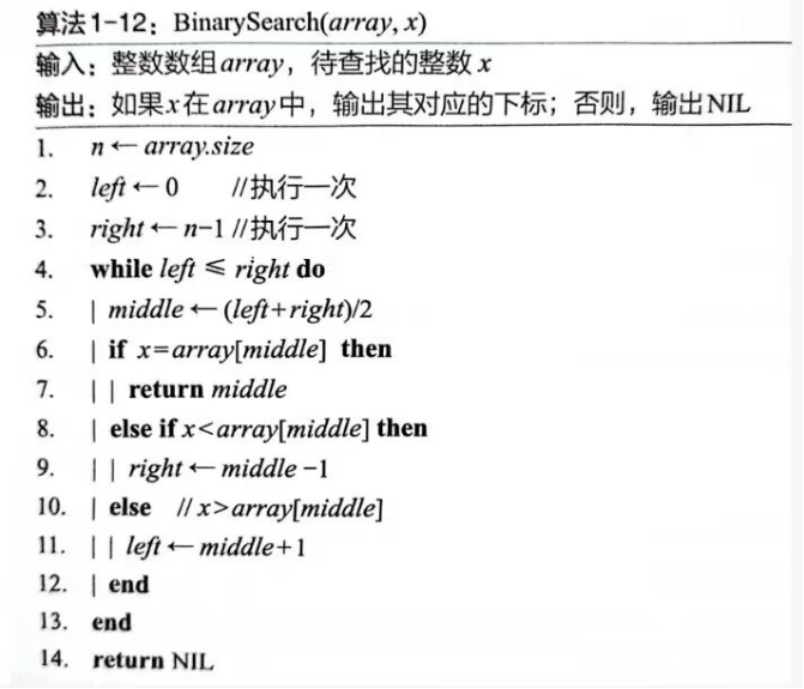 算法1-12：BinarySearch(array, x)
输入：整数数组array，待查找的整数 x
输出：如果x在array中，输出其对应的下标；否则，输出NIL
1. n←array.size
2. left←0 //执行一次
3. right←n-1 //执行一次
4. while left ≤ right do
5. | middle←(left+right)/2
6. | if x=array[middle] then
7. | | return middle
8. | else if x<array[middle] then
9. | | right←middle-1
10. | else //x>array[middle]
11. | | left←middle+1
12. | end
13. end
14. return NIL